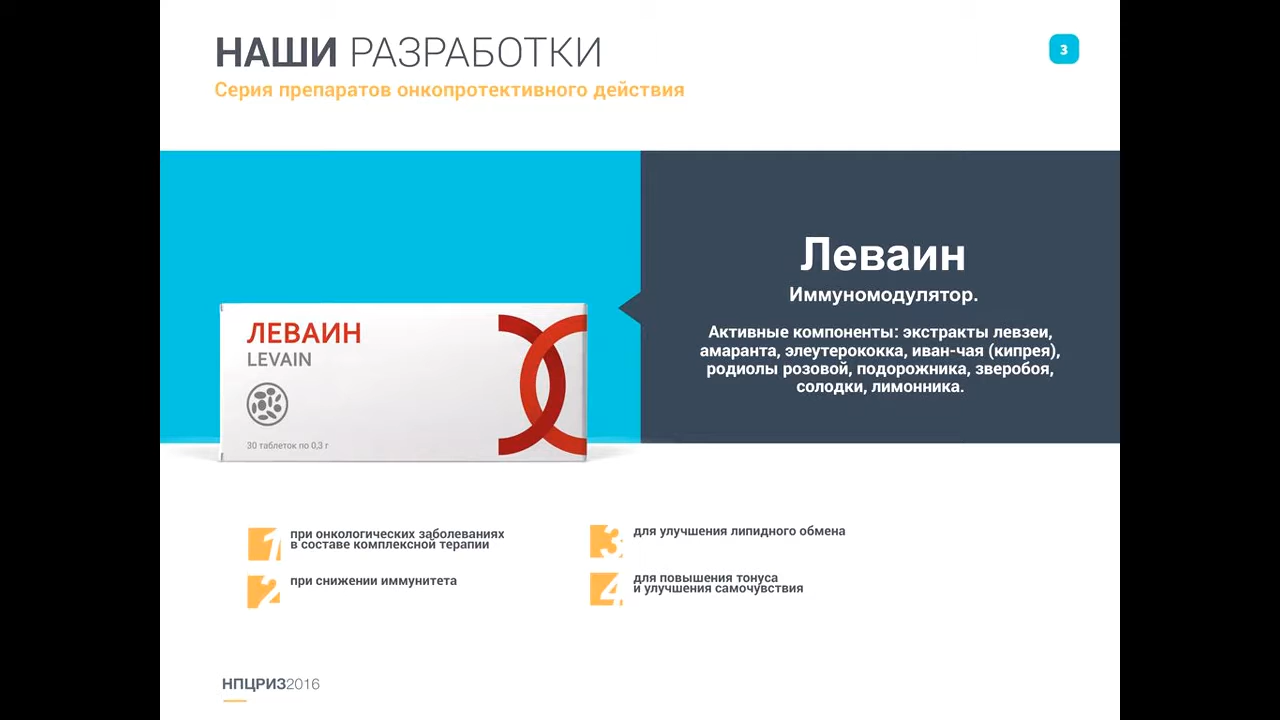 НАШИ РАЗРАБОТКИ
3
Серия препаратов онкопротективного действия
ЛЕВАИН
LEVAIN
30 таблеток по 0,3 г
Леваин
Иммуномодулятор.
Активные компоненты: экстракты левзеи,
амаранта, элеутерококка, иван-чая (кипрея),
родиолы розовой, подорожника, зверобоя,
солодки, лимонника.
1
при онкологических заболеваниях
в составе комплексной терапии
2
при снижении иммунитета
3
для улучшения липидного обмена
4
для повышения тонуса
и улучшения самочувствия
НПЦРИЗ2016